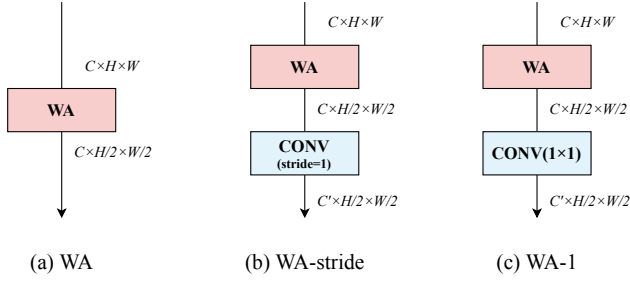 C×H×W
WA
C×H/2×W/2
(a) WA
C×H×W
WA
C×H/2×W/2
CONV
(stride=1)
C'×H/2×W/2
(b) WA-stride
C×H×W
WA
C×H/2×W/2
CONV(1×1)
C'×H/2×W/2
(c) WA-1